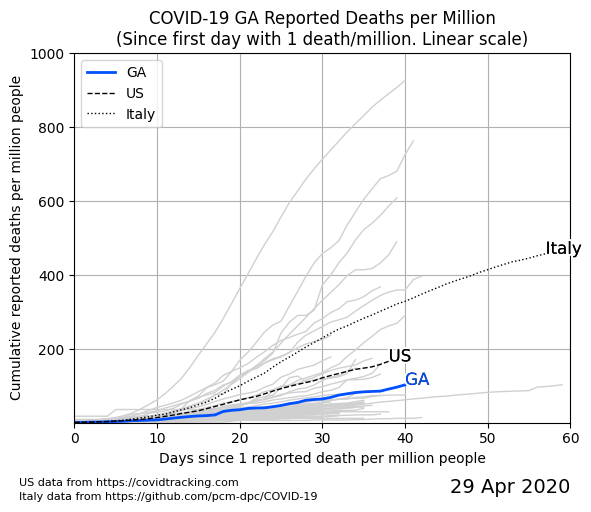 COVID-19 GA Reported Deaths per Million
(Since first day with 1 death/million. Linear scale)
Cumulative reported deaths per million people
1000
800
600
400
200
GA
US
Italy
Italy
US
GA
0
10
20
30
40
50
60
Days since 1 reported death per million people
US data from https://covidtracking.com
Italy data from https://github.com/pcm-dpc/COVID-19
29 Apr 2020